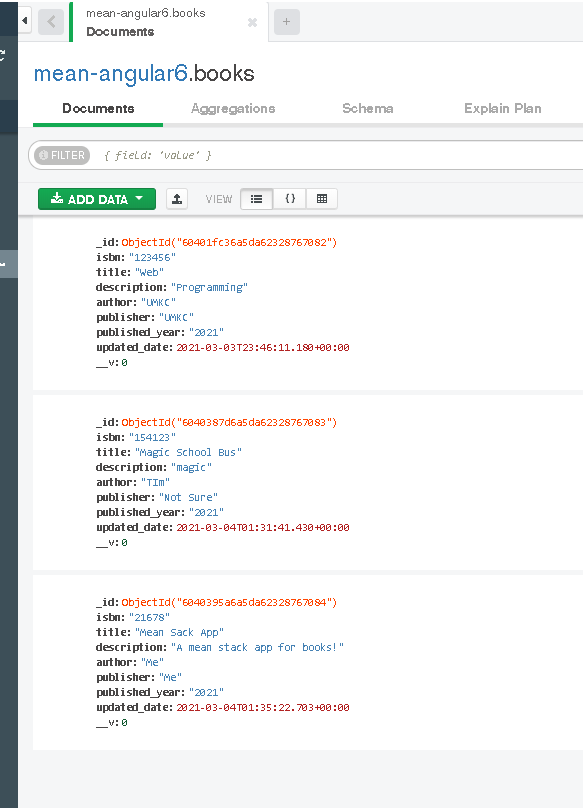 mean-angular6.books
Documents
mean-angular6.books
Documents Aggregations Schema Explain Plan
FILTER { field: 'value' }
ADD DATA VIEW {}
_id: ObjectId("60401fc36a5da62328767082")
isbn: "123456"
title: "Web"
description: "Programming"
author: "UMKC"
publisher: "UMKC"
published_year: "2021"
updated_date: 2021-03-03T23:46:11.180+00:00
__v: 0
_id: ObjectId("6040387d6a5da62328767083")
isbn: "154123"
title: "Magic School Bus"
description: "magic"
author: "TIm"
publisher: "Not Sure"
published_year: "2021"
updated_date: 2021-03-04T01:31:41.430+00:00
__v: 0
_id: ObjectId("6040395a6a5da62328767084")
isbn: "21678"
title: "Mean Sack App"
description: "A mean stack app for books!"
author: "Me"
publisher: "Me"
published_year: "2021"
updated_date: 2021-03-04T01:35:22.703+00:00
__v: 0